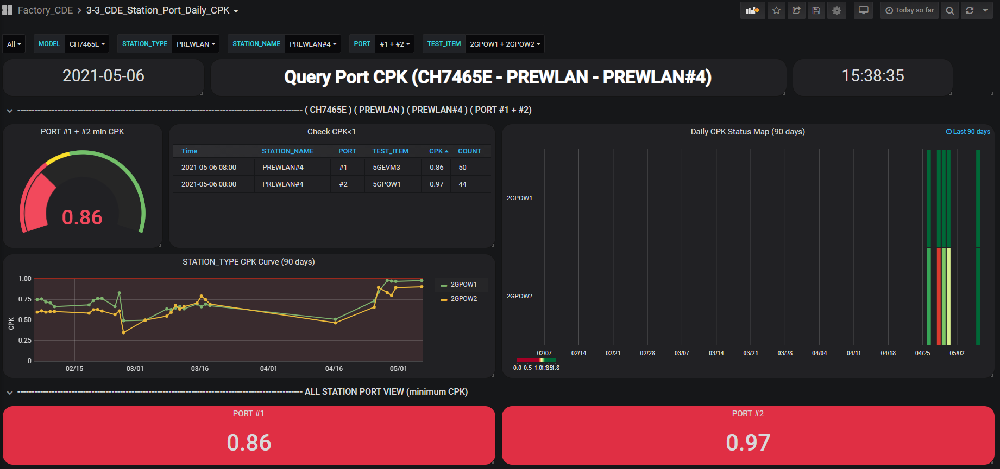 Factory_CDE > 3-3_CDE_Station_Port_Daily_CPK
Today so far
All MODEL CH7465E STATION_TYPE PREWLAN STATION_NAME PREWLAN#4 PORT #1 + #2 TEST_ITEM 2GPOW1 + 2GPOW2
2021-05-06
Query Port CPK (CH7465E - PREWLAN - PREWLAN#4)
15:38:35
( CH7465E ) ( PREWLAN ) ( PREWLAN#4 ) ( PORT #1 + #2)
PORT #1 + #2 min CPK
0.86
Check CPK<1
Time STATION_NAME PORT TEST_ITEM CPK COUNT
2021-05-06 08:00 PREWLAN#4 #1 5GEVM3 0.86 50
2021-05-06 08:00 PREWLAN#4 #2 5GPOW1 0.97 44
Daily CPK Status Map (90 days)
Last 90 days
2GPOW1
2GPOW2
02/07 02/14 02/21 02/28 03/07 03/14 03/21 03/28 04/04 04/11 04/18 04/25 05/02
0.0 0.5
STATION_TYPE CPK Curve (90 days)
CPK
1.00
0.75
0.50
0.25
0
02/15 03/01 03/16 04/01 04/16 05/01
2GPOW1
2GPOW2
ALL STATION PORT VIEW (minimum CPK)
PORT #1
0.86
PORT #2
0.97